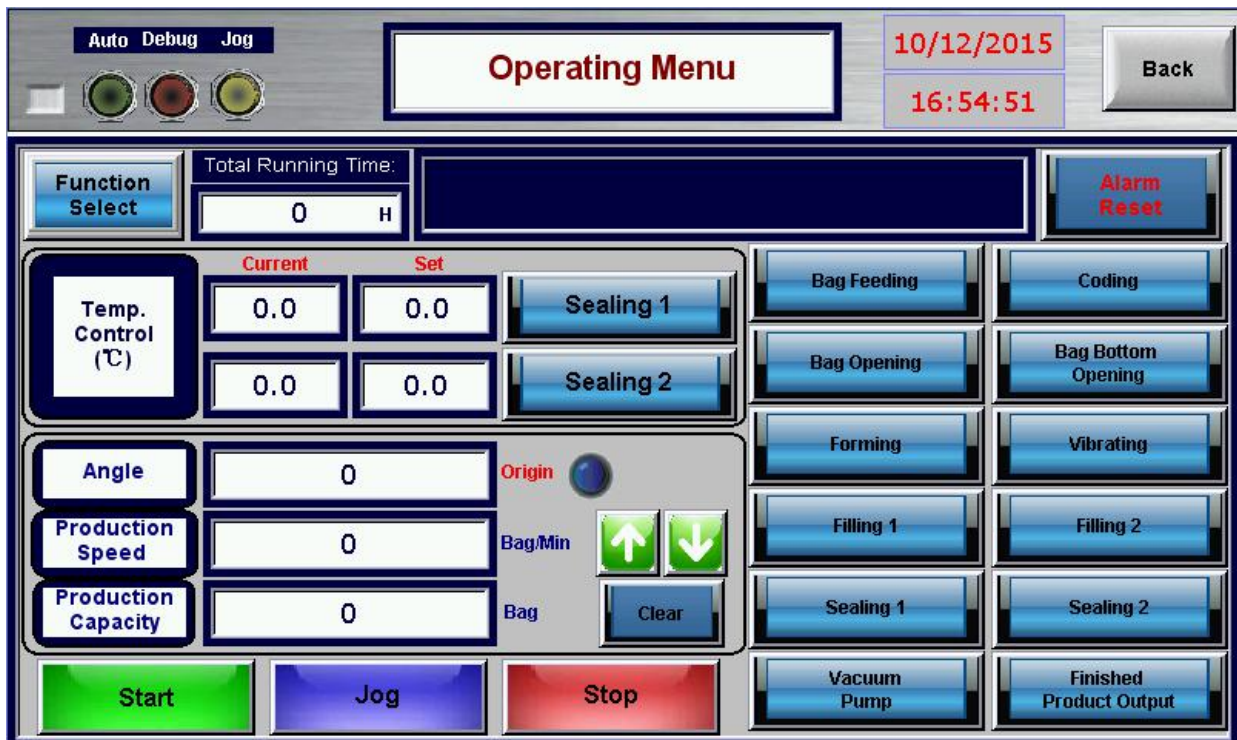 Auto Debug Jog
Operating Menu
10/12/2015
16:54:51
Back
Function
Select
Total Running Time:
0 H
Alarm
Reset
Temp.
Control
(℃)
Current Set
0.0 0.0
Sealing 1
0.0 0.0
Sealing 2
Angle
0
Origin
Production
Speed
0
Bag/Min
Production
Capacity
0
Bag
Clear
Start
Jog
Stop
Bag Feeding
Coding
Bag Opening
Bag Bottom
Opening
Forming
Vibrating
Filling 1
Filling 2
Sealing 1
Sealing 2
Vacuum
Pump
Finished
Product Output